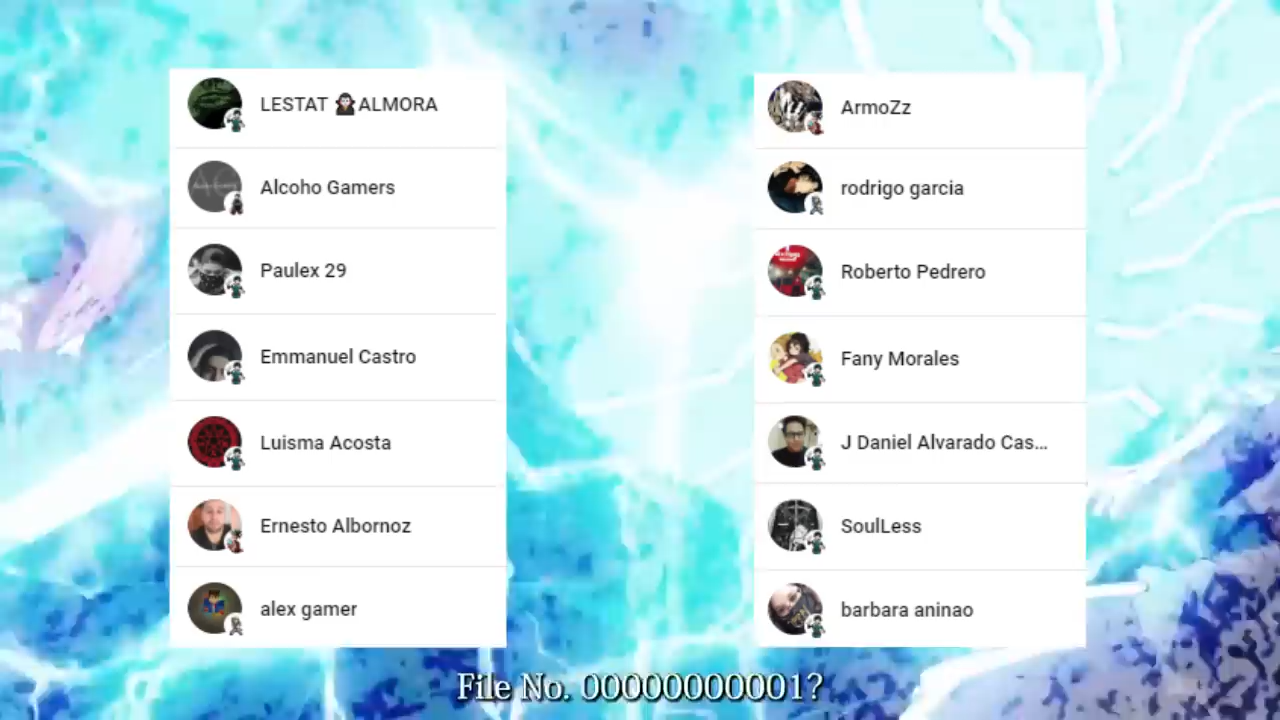 LESTAT 🧛🏻ALMORA
Alcoho Gamers
Paulex 29
Emmanuel Castro
Luisma Acosta
Ernesto Albornoz
alex gamer
ArmoZz
rodrigo garcia
Roberto Pedrero
Fany Morales
J Daniel Alvarado Cas...
SoulLess
barbara aninao
File No. 00000000001?